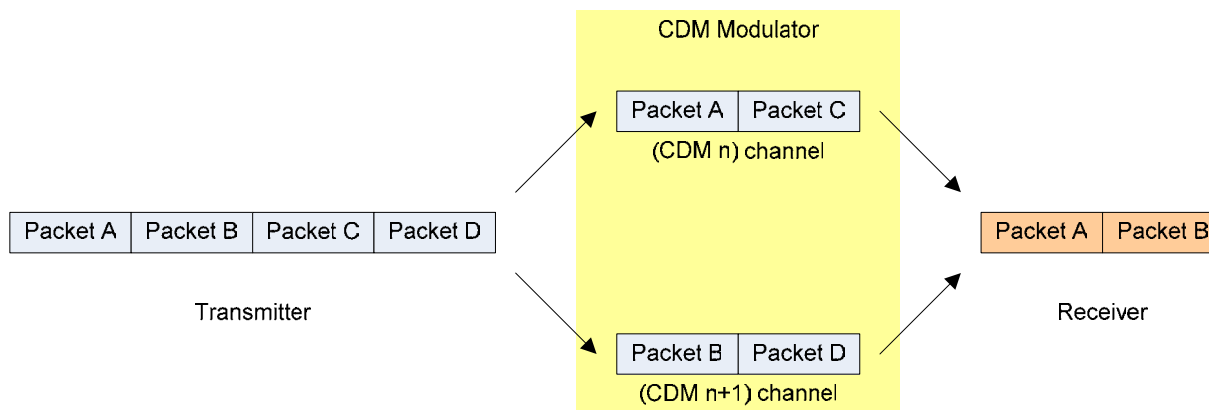 CDM Modulator
Packet A Packet C
(CDM n) channel
Packet A Packet B Packet C Packet D
Transmitter
Packet A Packet B
Receiver
Packet B Packet D
(CDM n+1) channel